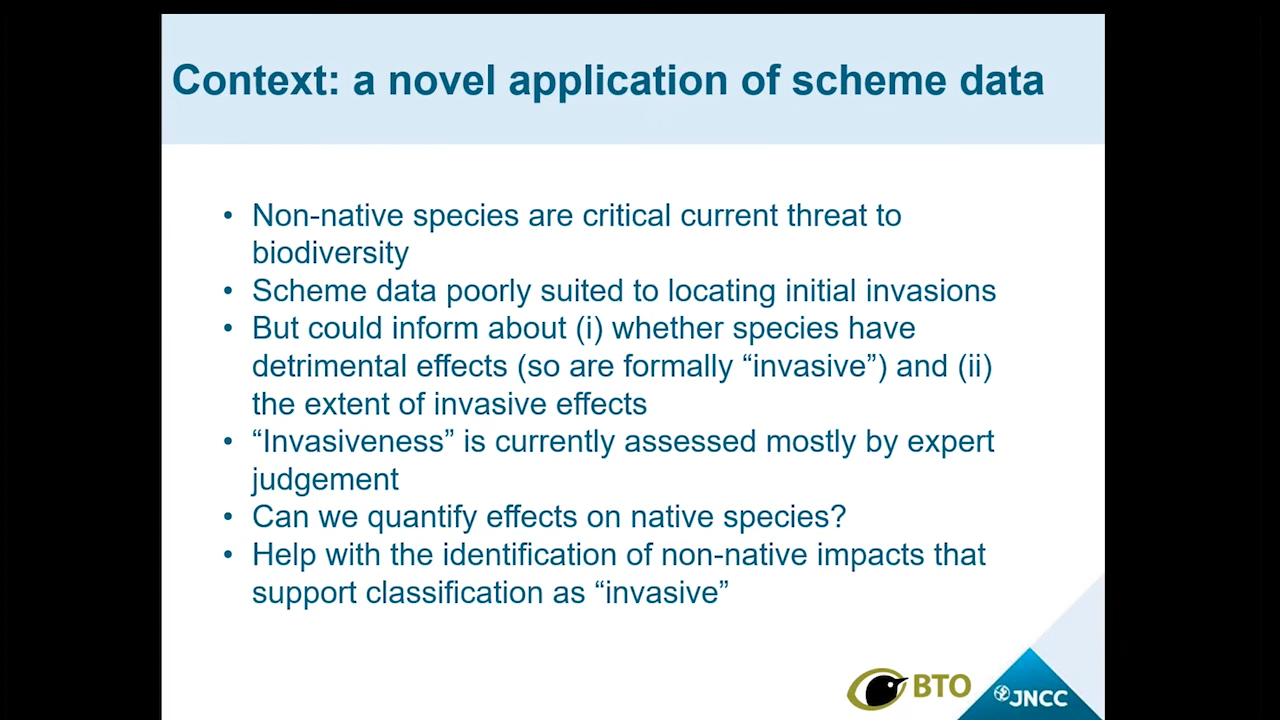 Context: a novel application of scheme data
• Non-native species are critical current threat to
biodiversity
• Scheme data poorly suited to locating initial invasions
• But could inform about (i) whether species have
detrimental effects (so are formally “invasive”) and (ii)
the extent of invasive effects
• “Invasiveness” is currently assessed mostly by expert
judgement
• Can we quantify effects on native species?
• Help with the identification of non-native impacts that
support classification as “invasive”
BTO
JNCC